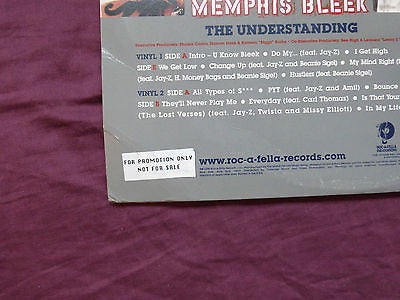 MEMPHIS BLEEK
THE UNDERSTANDING
VINYL 1 SIDE A Intro – U Know Bleek • Do My... (feat. Jay-Z) • I Get High
SIDE B We Get Low • Change Up (feat. Jay-Z and Beanie Sigel) • My Mind Right (
(feat. Jay-Z, H. Money Bags and Beanie Sigel) • Hustlers (feat. Beanie Sigel)
VINYL 2 SIDE A All Types of S*** • PYT (feat. Jay-Z and Amil) • Bounce
SIDE B They'll Never Play Me • Everyday (feat. Carl Thomas) • Is That Your
(The Lost Verses) (feat. Jay-Z, Twista and Missy Elliott) • In My Life
FOR PROMOTION ONLY
NOT FOR SALE
www.roc-a-fella-records.com
ROC-A-FELLA